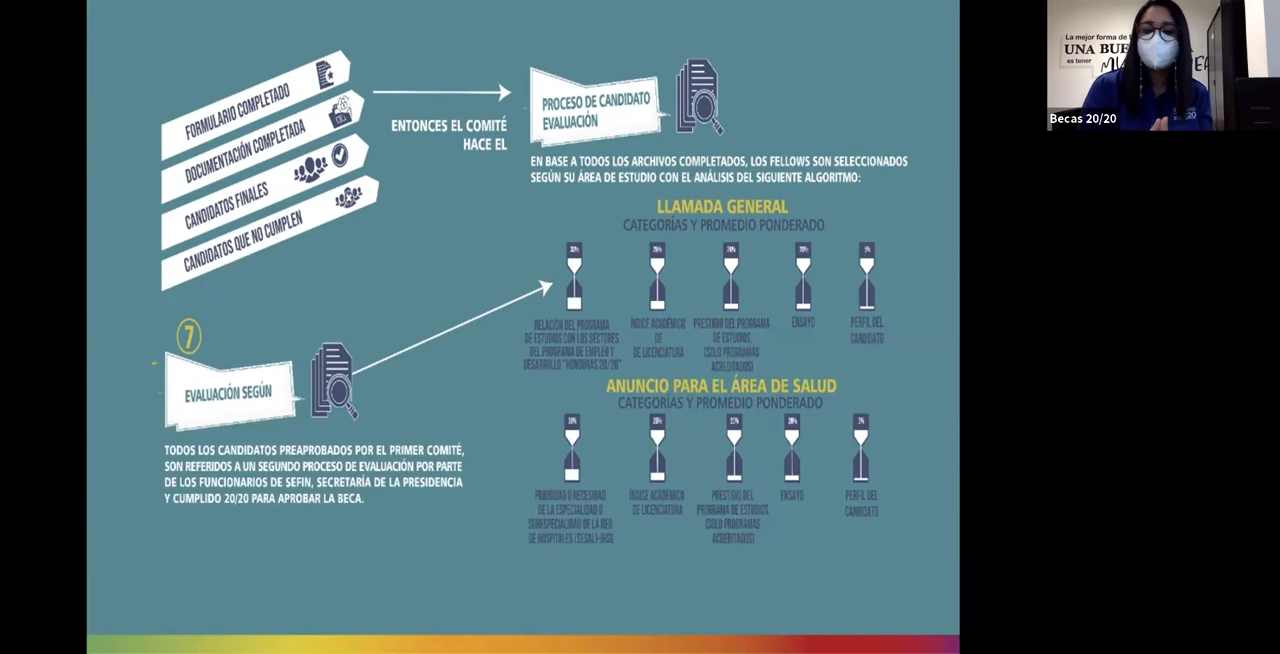 FORMULARIO COMPLETADO
DOCUMENTACIÓN COMPLETADA
CANDIDATOS FINALES
CANDIDATOS QUE NO CUMPLEN
ENTONCES EL COMITÉ
HACE EL
PROCESO DE CANDIDATO
EVALUACIÓN
EN BASE A TODOS LOS ARCHIVOS COMPLETADOS, LOS FELLOWS SON SELECCIONADOS
SEGÚN SU ÁREA DE ESTUDIO CON EL ANÁLISIS DEL SIGUIENTE ALGORITMO:
LLAMADA GENERAL
CATEGORÍAS Y PROMEDIO PONDERADO
RELACIÓN DEL PROGRAMA
DE ESTUDIOS CON LOS SECTORES
DEL PROGRAMA DE EMPLEO Y
DESARROLLO "HONDURAS 20/20"
ÍNDICE ACADÉMICO
DE
DE LICENCIATURA
PRESTIGIO DEL PROGRAMA
DE ESTUDIOS.
(SOLO PROGRAMAS
ACREDITADOS)
ENSAYO
PERFIL DEL
CANDIDATO
7
EVALUACIÓN SEGÚN
TODOS LOS CANDIDATOS PREAPROBADOS POR EL PRIMER COMITÉ,
SON REFERIDOS A UN SEGUNDO PROCESO DE EVALUACIÓN POR PARTE
DE LOS FUNCIONARIOS DE SEFIN, SECRETARÍA DE LA PRESIDENCIA
Y CUMPLIDO 20/20 PARA APROBAR LA BECA.
ANUNCIO PARA EL ÁREA DE SALUD
CATEGORÍAS Y PROMEDIO PONDERADO
PRIORIDAD O NECESIDAD
DE LA ESPECIALIDAD O
SUBESPECIALIDAD DE LA RED
DE HOSPITALES (SESAL)-IHSS
ÍNDICE ACADÉMICO
DE LICENCIATURA
PRESTIGIO DEL
PROGRAMA DE ESTUDIOS
(SOLO PROGRAMAS
ACREDITADOS)
ENSAYO
PERFIL DEL
CANDIDATO
La mejor forma de
UNA
es tener
Becas 20/20